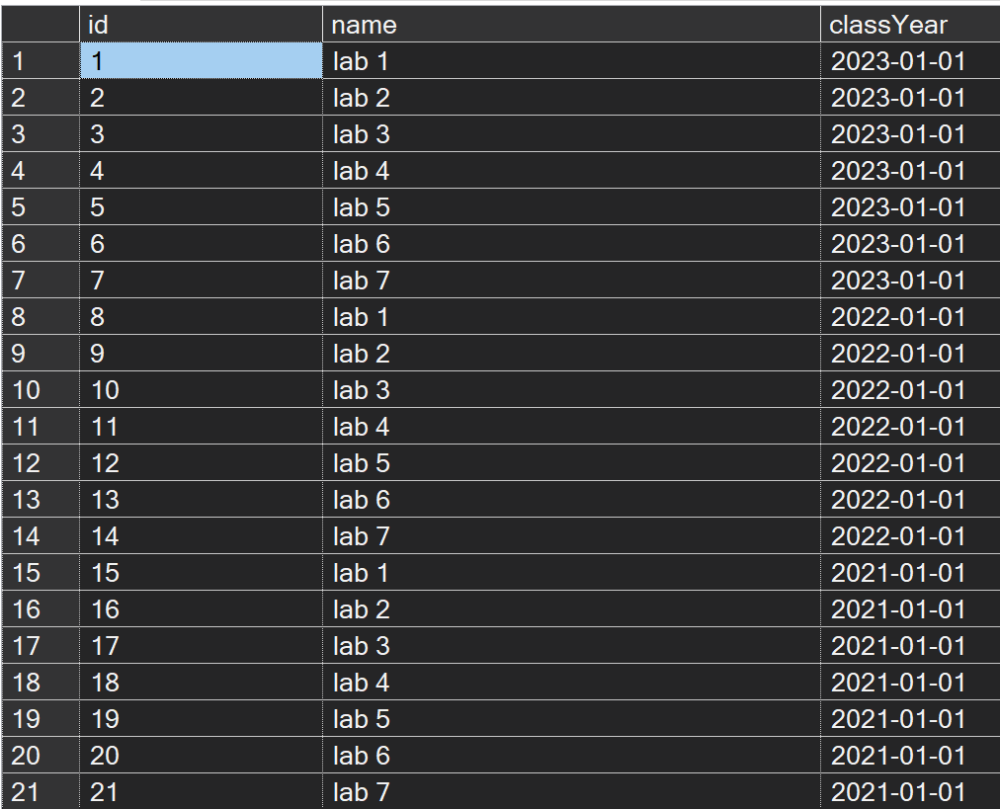 id name classYear
1 1 lab 1 2023-01-01
2 2 lab 2 2023-01-01
3 3 lab 3 2023-01-01
4 4 lab 4 2023-01-01
5 5 lab 5 2023-01-01
6 6 lab 6 2023-01-01
7 7 lab 7 2023-01-01
8 8 lab 1 2022-01-01
9 9 lab 2 2022-01-01
10 10 lab 3 2022-01-01
11 11 lab 4 2022-01-01
12 12 lab 5 2022-01-01
13 13 lab 6 2022-01-01
14 14 lab 7 2022-01-01
15 15 lab 1 2021-01-01
16 16 lab 2 2021-01-01
17 17 lab 3 2021-01-01
18 18 lab 4 2021-01-01
19 19 lab 5 2021-01-01
20 20 lab 6 2021-01-01
21 21 lab 7 2021-01-01